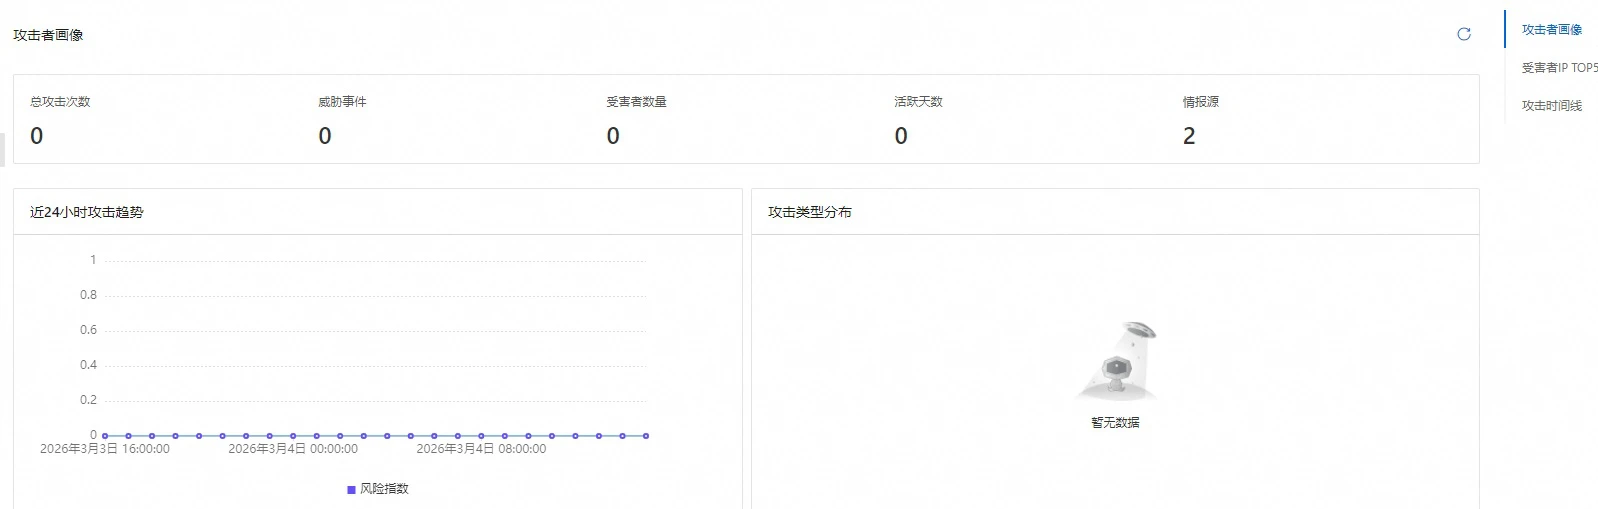 攻击者画像
攻击者画像
受害者IP TOP5
攻击时间线
总攻击次数
威胁事件
受害者数量
活跃天数
情报源
0
0
0
0
2
近24小时攻击趋势
攻击类型分布
1
0.8
0.6
0.4
0.2
0
2026年3月3日 16:00:00
2026年3月4日 00:00:00
2026年3月4日 08:00:00
风险指数
暂无数据